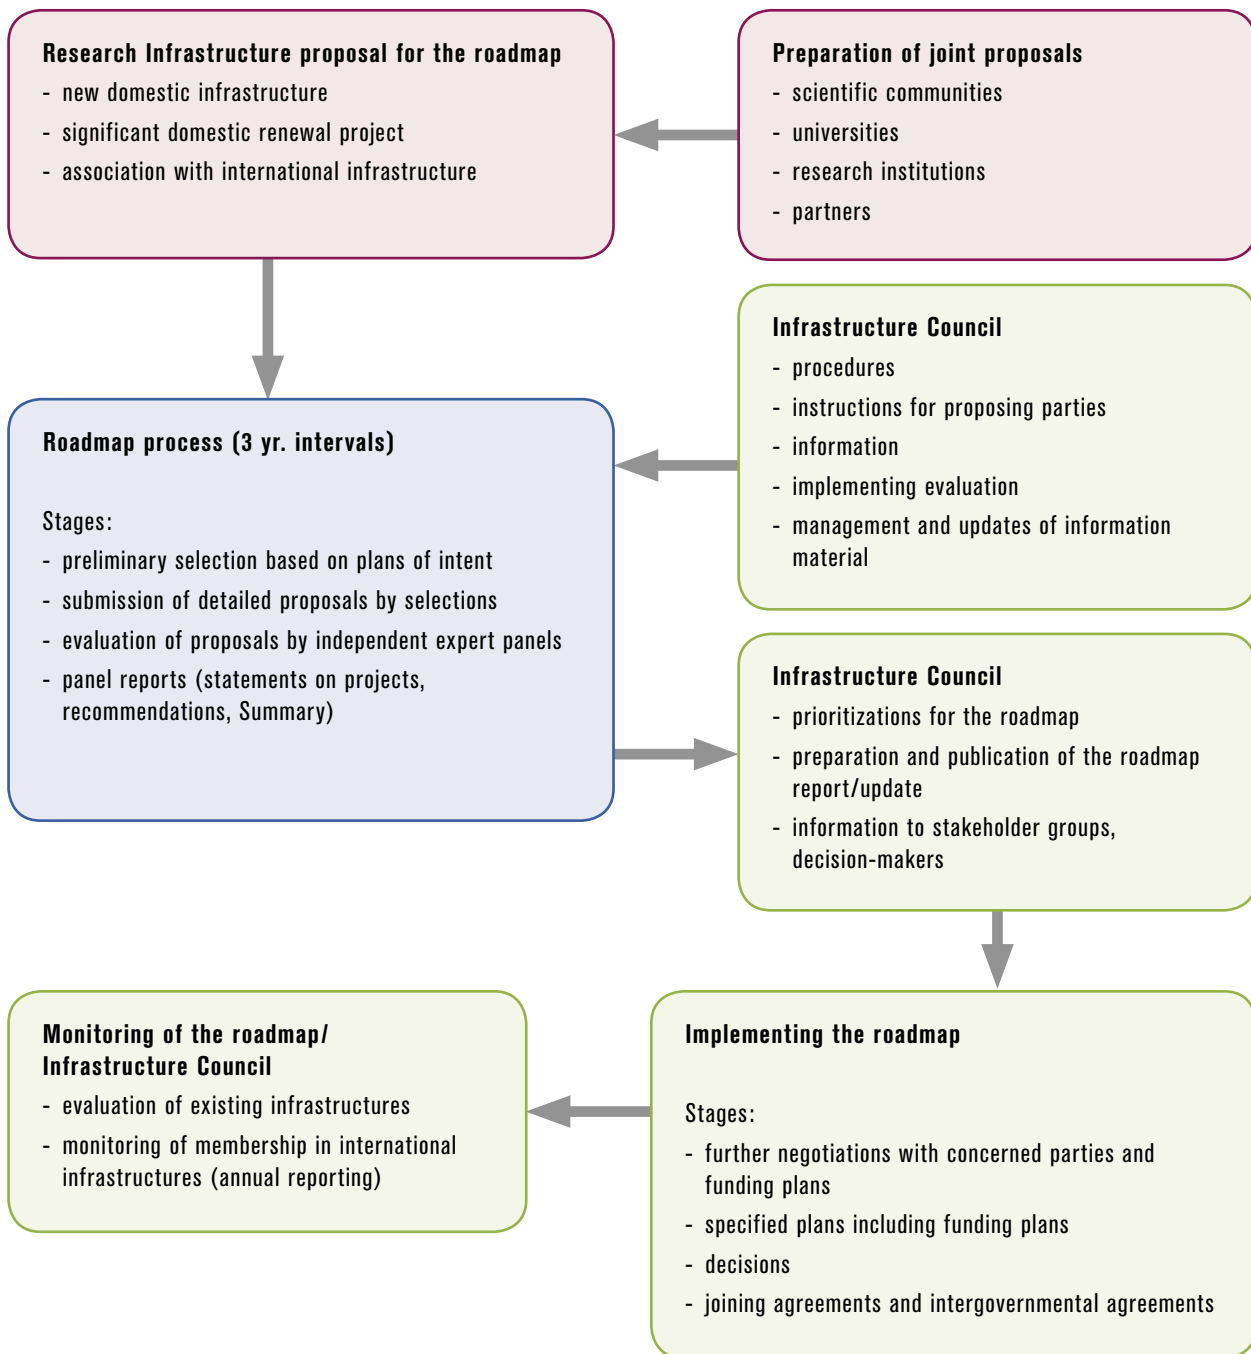 Research Infrastructure proposal for the roadmap
- new domestic infrastructure
- significant domestic renewal project
- association with international infrastructure
Preparation of joint proposals
- scientific communities
- universities
- research institutions
- partners
Infrastructure Council
- procedures
- instructions for proposing parties
- information
- implementing evaluation
- management and updates of information
material
Roadmap process (3 yr. intervals)
Stages:
- preliminary selection based on plans of intent
- submission of detailed proposals by selections
- evaluation of proposals by independent expert panels
- panel reports (statements on projects,
recommendations, Summary)
Infrastructure Council
- prioritizations for the roadmap
- preparation and publication of the roadmap
report/update
- information to stakeholder groups,
decision-makers
Implementing the roadmap
Stages:
- further negotiations with concerned parties and
funding plans
- specified plans including funding plans
- decisions
- joining agreements and intergovernmental agreements
Monitoring of the roadmap/
Infrastructure Council
- evaluation of existing infrastructures
- monitoring of membership in international
infrastructures (annual reporting)